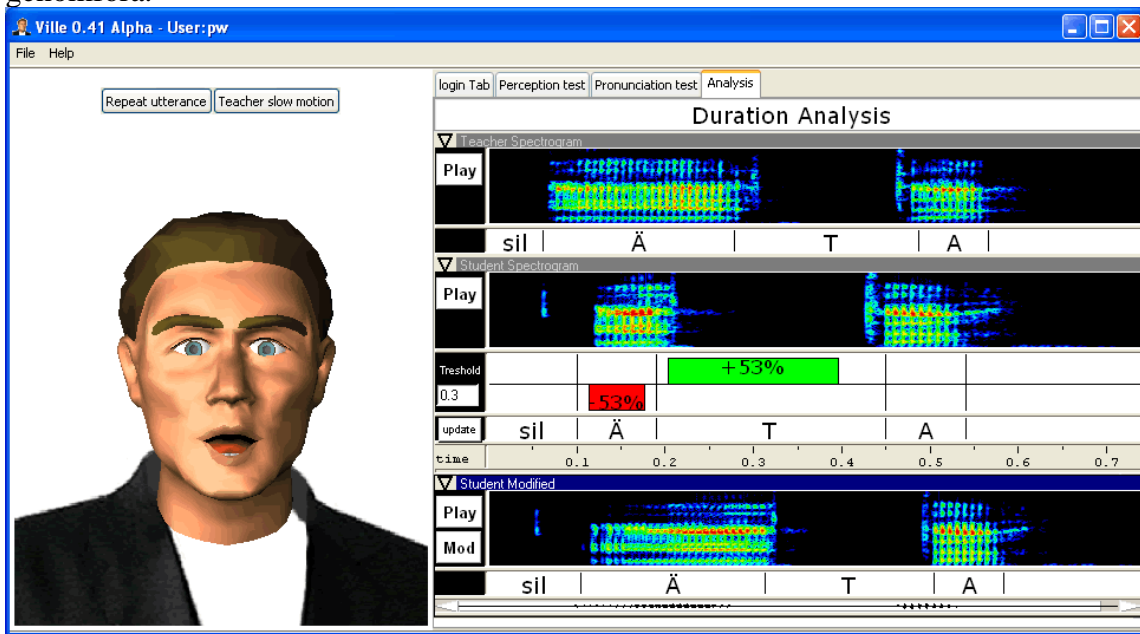 Ville 0.41 Alpha - User:pw
File Help
Repeat utterance Teacher slow motion
login Tab Perception test Pronunciation test Analysis
Duration Analysis
Teacher Spectrogram
Play
sil Ä T A
Student Spectrogram
Play
Treshold
0.3
+53%
-53%
update sil Ä T A
time 0.1 0.2 0.3 0.4 0.5 0.6 0.7
Student Modified
Play
Mod
sil Ä T A